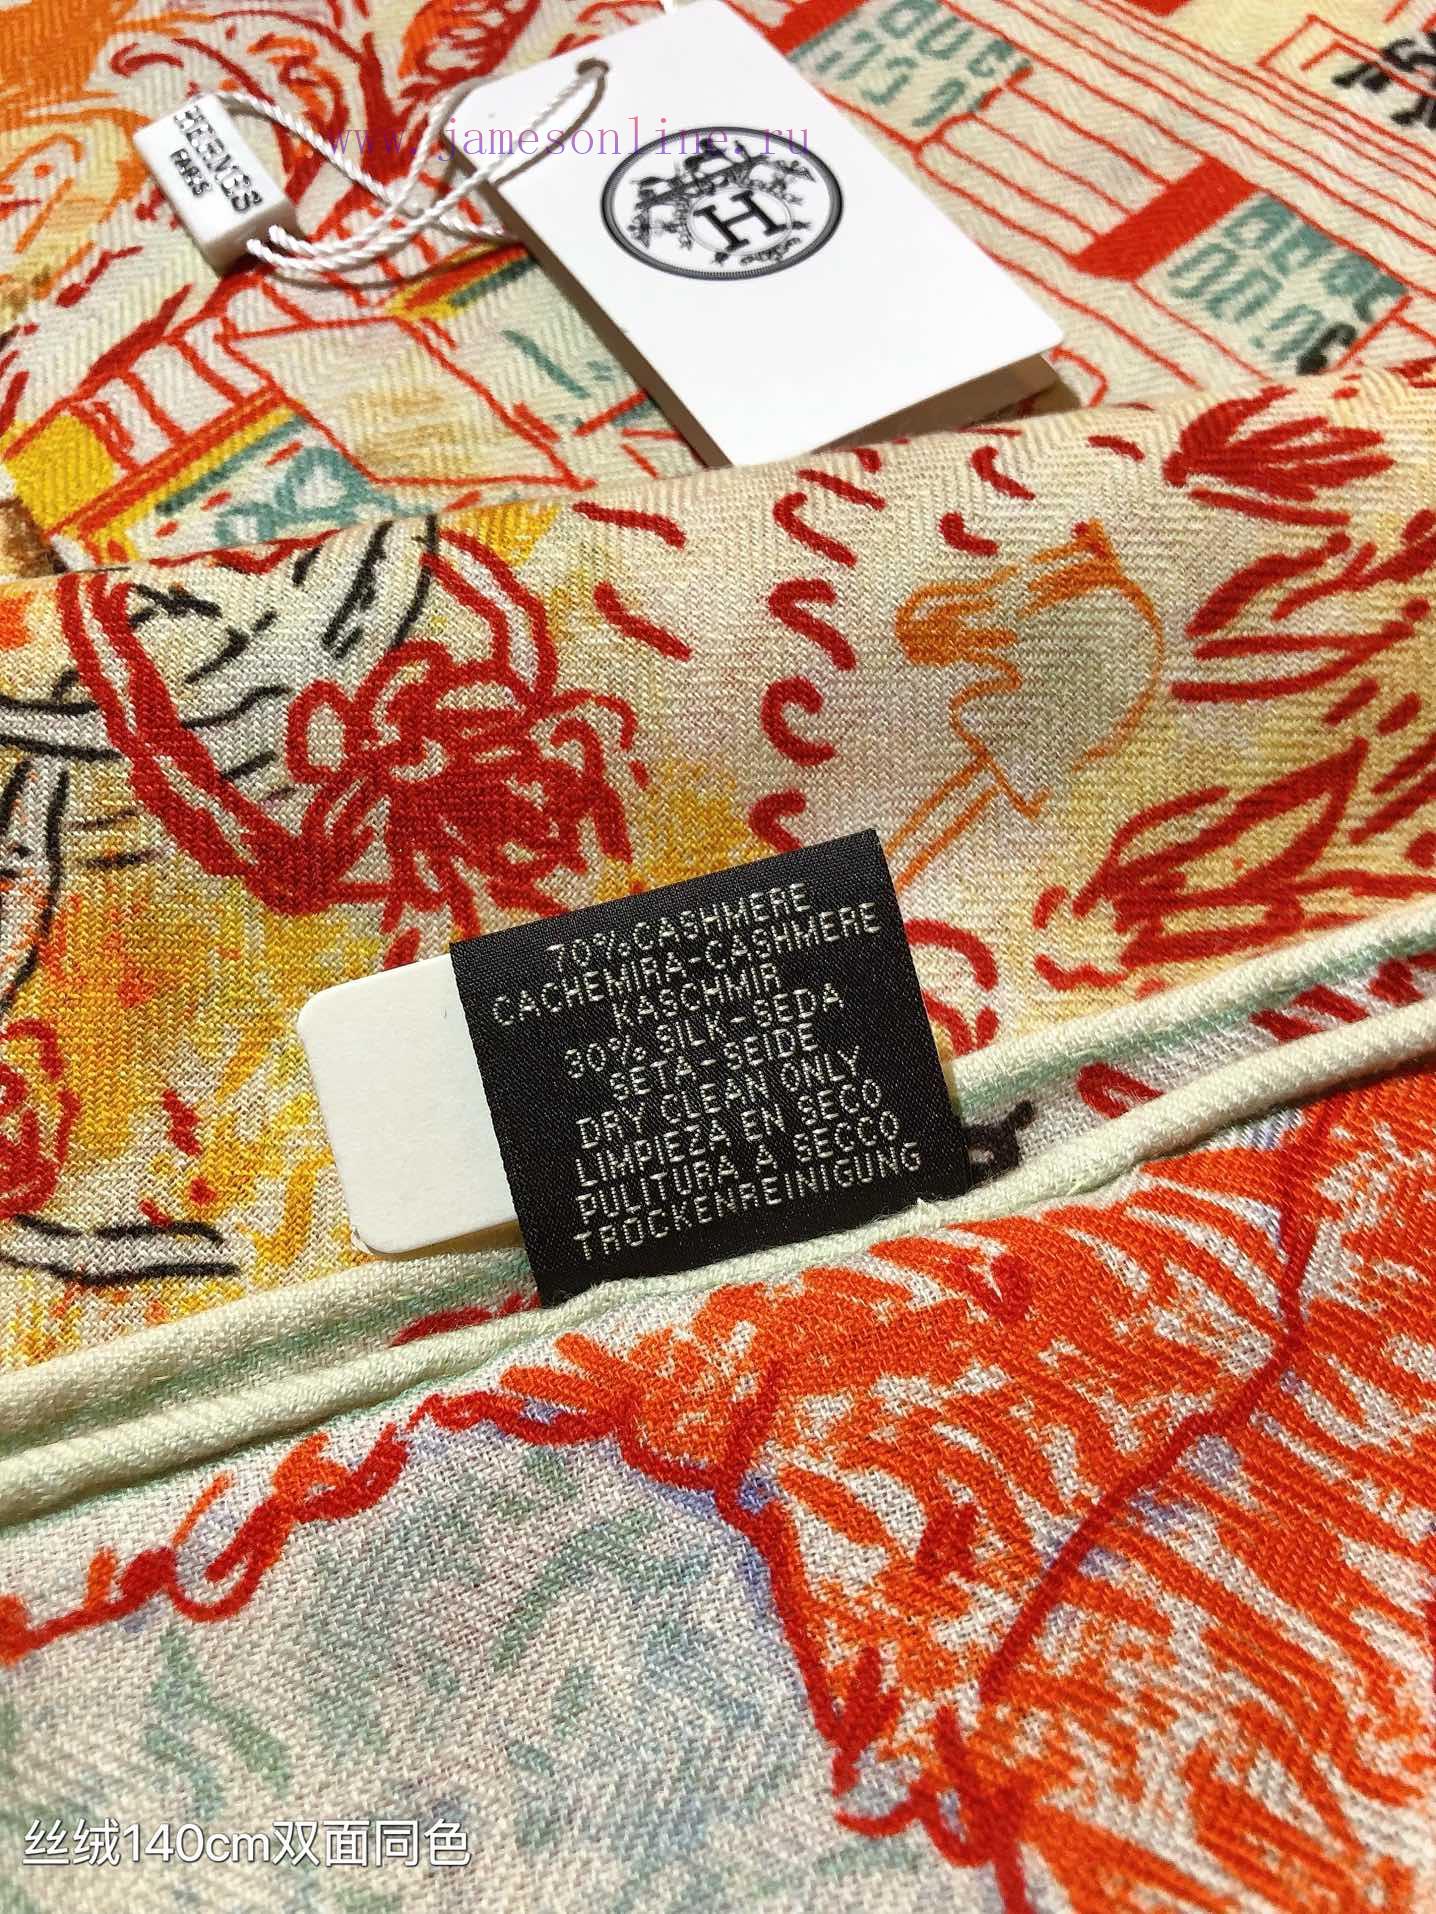 www.jamesonline.ru
HERMES
PARIS
H
70%CASHMERE
CACHEMIRA-CASHMERE
KASCHMIR
30% SILK-SEDA
SETA-SEIDE
DRY CLEAN ONLY
LIMPIEZA EN SECO
PULITURA A SECCO
TROCKENREINIGUNG
丝绒140cm双面同色